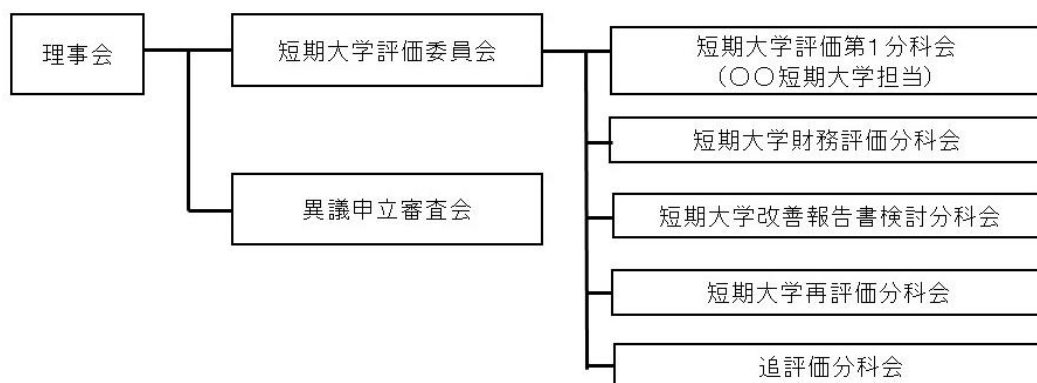 理事会
短期大学評価委員会
異議申立審査会
短期大学評価第1分科会
(〇〇短期大学担当)
短期大学財務評価分科会
短期大学改善報告書検討分科会
短期大学再評価分科会
追評価分科会